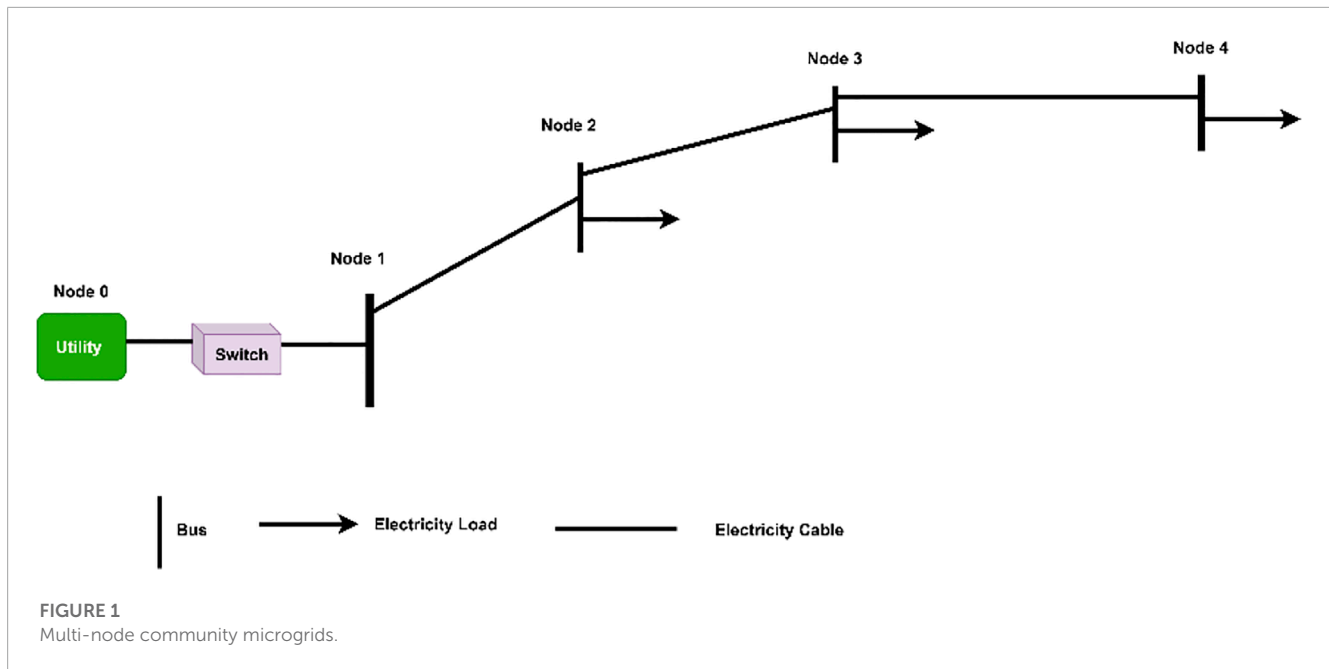 Node 4
Node 3
Node 2
Node 1
Node 0
Utility
Switch
Bus
Electricity Load
Electricity Cable
FIGURE 1
Multi-node community microgrids.